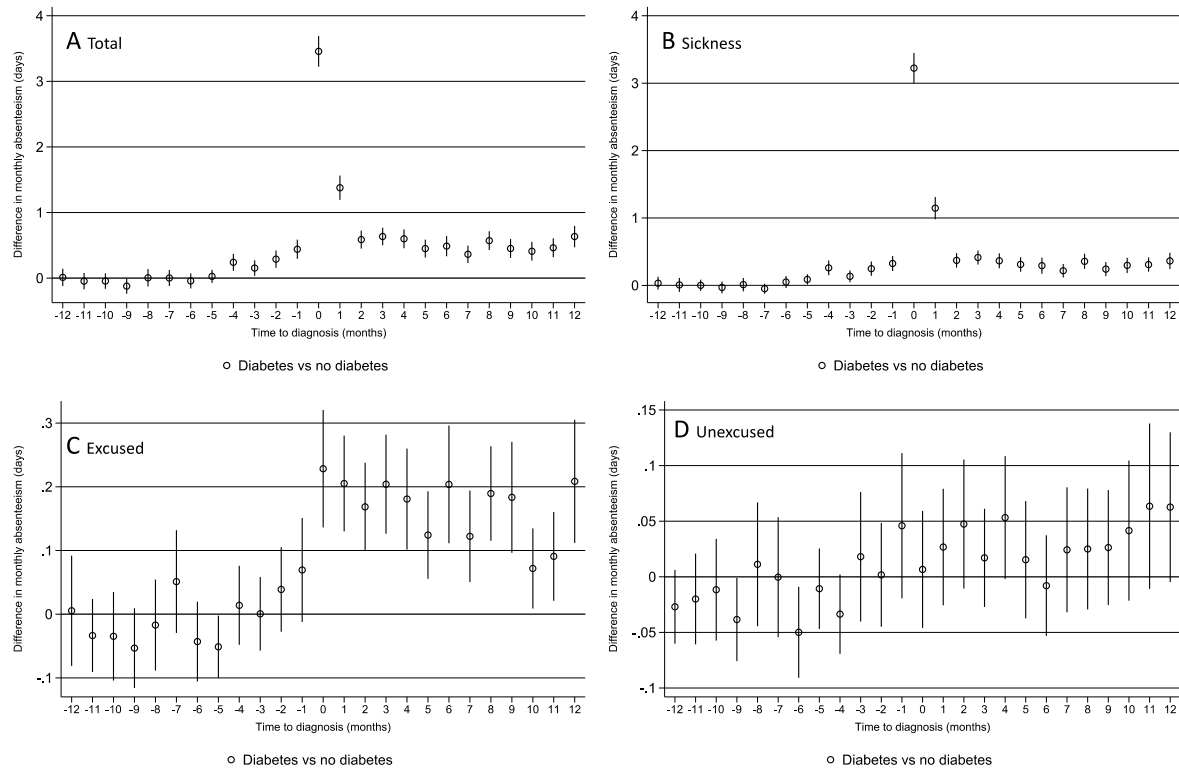 A Total
Difference in monthly absenteeism (days)
4
3
2
1
0
-12 -11 -10 -9 -8 -7 -6 -5 -4 -3 -2 -1 0 1 2 3 4 5 6 7 8 9 10 11 12
Time to diagnosis (months)
Diabetes vs no diabetes
B Sickness
Difference in monthly absenteeism (days)
4
3
2
1
0
-12 -11 -10 -9 -8 -7 -6 -5 -4 -3 -2 -1 0 1 2 3 4 5 6 7 8 9 10 11 12
Time to diagnosis (months)
Diabetes vs no diabetes
C Excused
Difference in monthly absenteeism (days)
.3
.2
.1
0
-.1
-12 -11 -10 -9 -8 -7 -6 -5 -4 -3 -2 -1 0 1 2 3 4 5 6 7 8 9 10 11 12
Time to diagnosis (months)
Diabetes vs no diabetes
D Unexcused
Difference in monthly absenteeism (days)
.15
.1
.05
0
-.05
-.1
-12 -11 -10 -9 -8 -7 -6 -5 -4 -3 -2 -1 0 1 2 3 4 5 6 7 8 9 10 11 12
Time to diagnosis (months)
Diabetes vs no diabetes